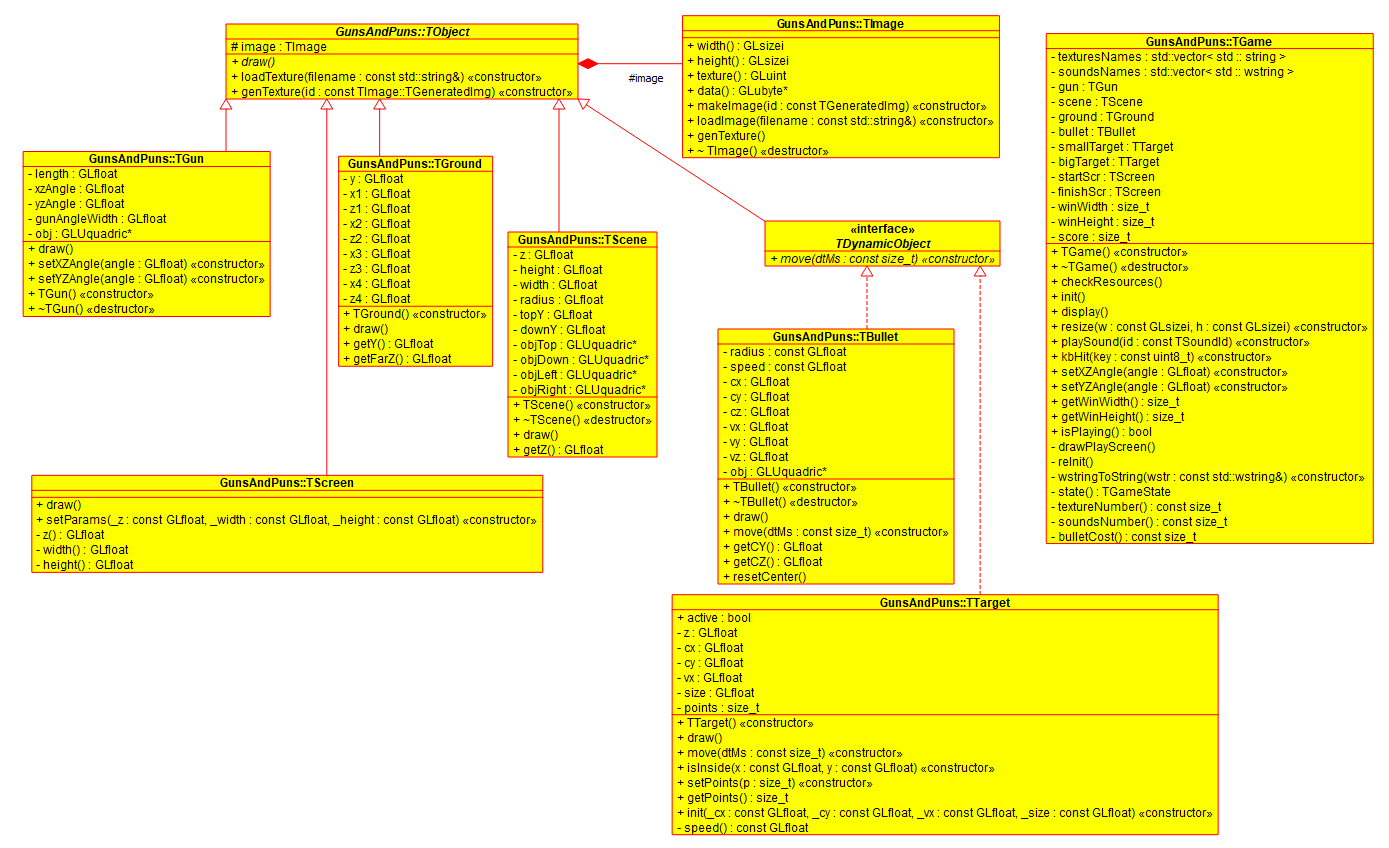 GunsAndPuns::TObject
# image : TImage
+ draw()
+ loadTexture(filename : const std::string&) «constructor»
+ genTexture(id : const TImage::TGeneratedImg) «constructor»
#image
GunsAndPuns::TImage
+ width() : GLsizei
+ height() : GLsizei
+ texture() : GLuint
+ data() : GLubyte*
+ makeImage(id : const TGeneratedImg) «constructor»
+ loadImage(filename : const std::string&) «constructor»
+ genTexture()
+ ~ TImage() «destructor»
GunsAndPuns::TGame
- texturesNames : std::vector< std :: string >
- soundsNames : std::vector< std :: wstring >
- gun : TGun
- scene : TScene
- ground : TGround
- bullet : TBullet
- smallTarget : TTarget
- bigTarget : TTarget
- startScr : TScreen
- finishScr : TScreen
- winWidth : size_t
- winHeight : size_t
- score : size_t
+ TGame() «constructor»
+ ~TGame() «destructor»
+ checkResources()
+ init()
+ display()
+ resize(w : const GLsizei, h : const GLsizei) «constructor»
+ playSound(id : const TSoundId) «constructor»
+ kbHit(key : const uint8_t) «constructor»
+ setXZAngle(angle : GLfloat) «constructor»
+ setYZAngle(angle : GLfloat) «constructor»
+ getWinWidth() : size_t
+ getWinHeight() : size_t
+ isPlaying() : bool
- drawPlayScreen()
- reInit()
- wstringToString(wstr : const std::wstring&) «constructor»
- state() : TGameState
- textureNumber() : const size_t
- soundsNumber() : const size_t
- bulletCost() : const size_t
GunsAndPuns::TGun
- length : GLfloat
- xzAngle : GLfloat
- yzAngle : GLfloat
- gunAngleWidth : GLfloat
- obj : GLUquadric*
+ draw()
+ setXZAngle(angle : GLfloat) «constructor»
+ setYZAngle(angle : GLfloat) «constructor»
+ TGun() «constructor»
+ ~TGun() «destructor»
GunsAndPuns::TGround
- y : GLfloat
- x1 : GLfloat
- z1 : GLfloat
- x2 : GLfloat
- z2 : GLfloat
- x3 : GLfloat
- z3 : GLfloat
- x4 : GLfloat
- z4 : GLfloat
+ TGround() «constructor»
+ draw()
+ getY() : GLfloat
+ getFarZ() : GLfloat
GunsAndPuns::TScene
- z : GLfloat
- height : GLfloat
- width : GLfloat
- radius : GLfloat
- topY : GLfloat
- downY : GLfloat
- objTop : GLUquadric*
- objDown : GLUquadric*
- objLeft : GLUquadric*
- objRight : GLUquadric*
+ TScene() «constructor»
+ ~TScene() «destructor»
+ draw()
+ getZ() : GLfloat
«interface»
TDynamicObject
+ move(dtMs : const size_t) «constructor»
GunsAndPuns::TBullet
- radius : const GLfloat
- speed : const GLfloat
- cx : GLfloat
- cy : GLfloat
- cz : GLfloat
- vx : GLfloat
- vy : GLfloat
- vz : GLfloat
- obj : GLUquadric*
+ TBullet() «constructor»
+ ~TBullet() «destructor»
+ draw()
+ move(dtMs : const size_t) «constructor»
+ getCY() : GLfloat
+ getCZ() : GLfloat
+ resetCenter()
GunsAndPuns::TScreen
+ draw()
+ setParams(_z : const GLfloat, _width : const GLfloat, _height : const GLfloat) «constructor»
- z() : GLfloat
- width() : GLfloat
- height() : GLfloat
GunsAndPuns::TTarget
+ active : bool
- z : GLfloat
- cx : GLfloat
- cy : GLfloat
- vx : GLfloat
- size : GLfloat
- points : size_t
+ TTarget() «constructor»
+ draw()
+ move(dtMs : const size_t) «constructor»
+ isInside(x : const GLfloat, y : const GLfloat) «constructor»
+ setPoints(p : size_t) «constructor»
+ getPoints() : size_t
+ init(_cx : const GLfloat, _cy : const GLfloat, _vx : const GLfloat, _size : const GLfloat) «constructor»
- speed() : const GLfloat